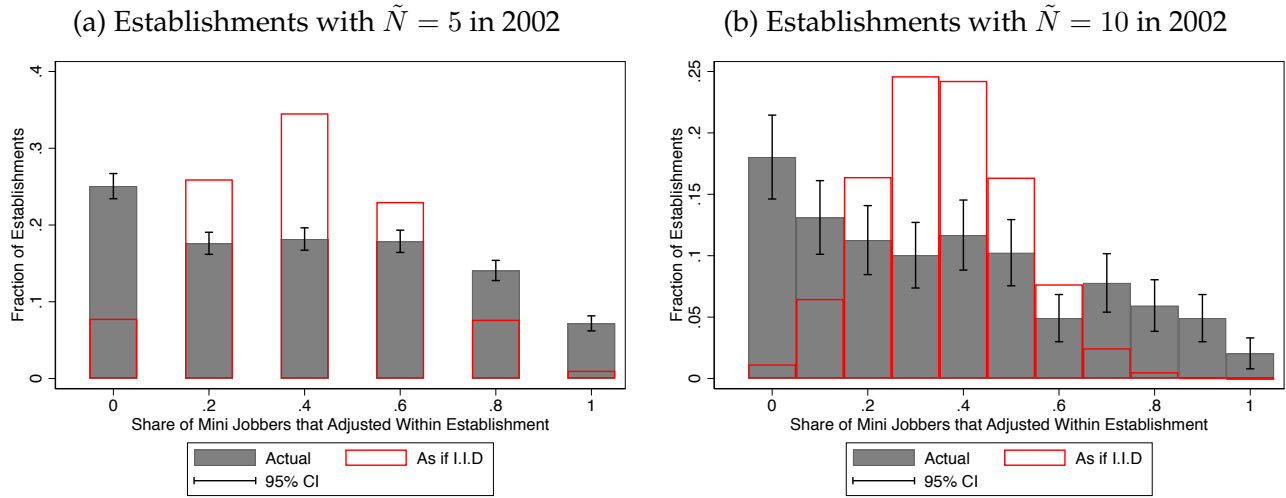 (a) Establishments with Ñ = 5 in 2002
Fraction of Establishments
.4
.3
.2
.1
0
0 .2 .4 .6 .8 1
Share of Mini Jobbers that Adjusted Within Establishment
Actual As if I.I.D
95% CI
(b) Establishments with Ñ = 10 in 2002
Fraction of Establishments
.25
.2
.15
.1
.05
0
0 .2 .4 .6 .8 1
Share of Mini Jobbers that Adjusted Within Establishment
Actual As if I.I.D
95% CI